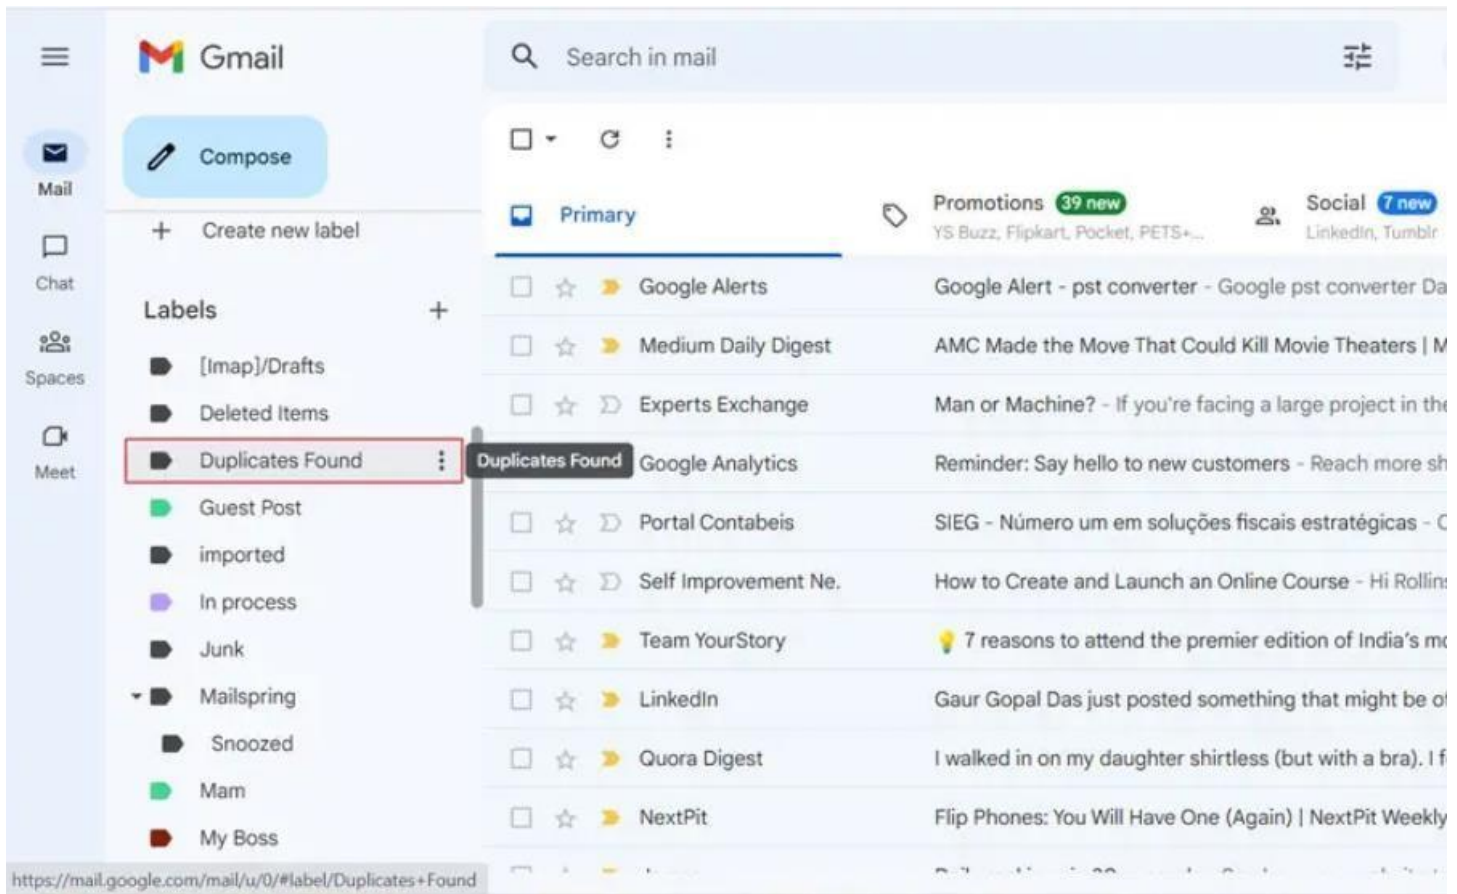 Gmail
Search in mail
Mail
Compose
Chat
Spaces
Meet
Create new label
Labels
[Imap]/Drafts
Deleted Items
Duplicates Found
Guest Post
imported
In process
Junk
Mailspring
Snoozed
Mam
My Boss
https://mail.google.com/mail/u/0/#label/Duplicates+Found
Duplicates Found
Primary
Promotions 39 new
YS Buzz, Flipkart, Pocket, PETS+...
Social 7 new
LinkedIn, Tumblr
Google Alerts Google Alert - pst converter - Google pst converter Da
Medium Daily Digest AMC Made the Move That Could Kill Movie Theaters | M
Experts Exchange Man or Machine? - If you're facing a large project in the
Google Analytics Reminder: Say hello to new customers - Reach more sh
Portal Contabeis SIEG - Número um em soluções fiscais estratégicas -
Self Improvement Ne. How to Create and Launch an Online Course - Hi Rollins
Team YourStory 💡 7 reasons to attend the premier edition of India's mo
LinkedIn Gaur Gopal Das just posted something that might be of
Quora Digest I walked in on my daughter shirtless (but with a bra). I f
NextPit Flip Phones: You Will Have One (Again) | NextPit Weekly